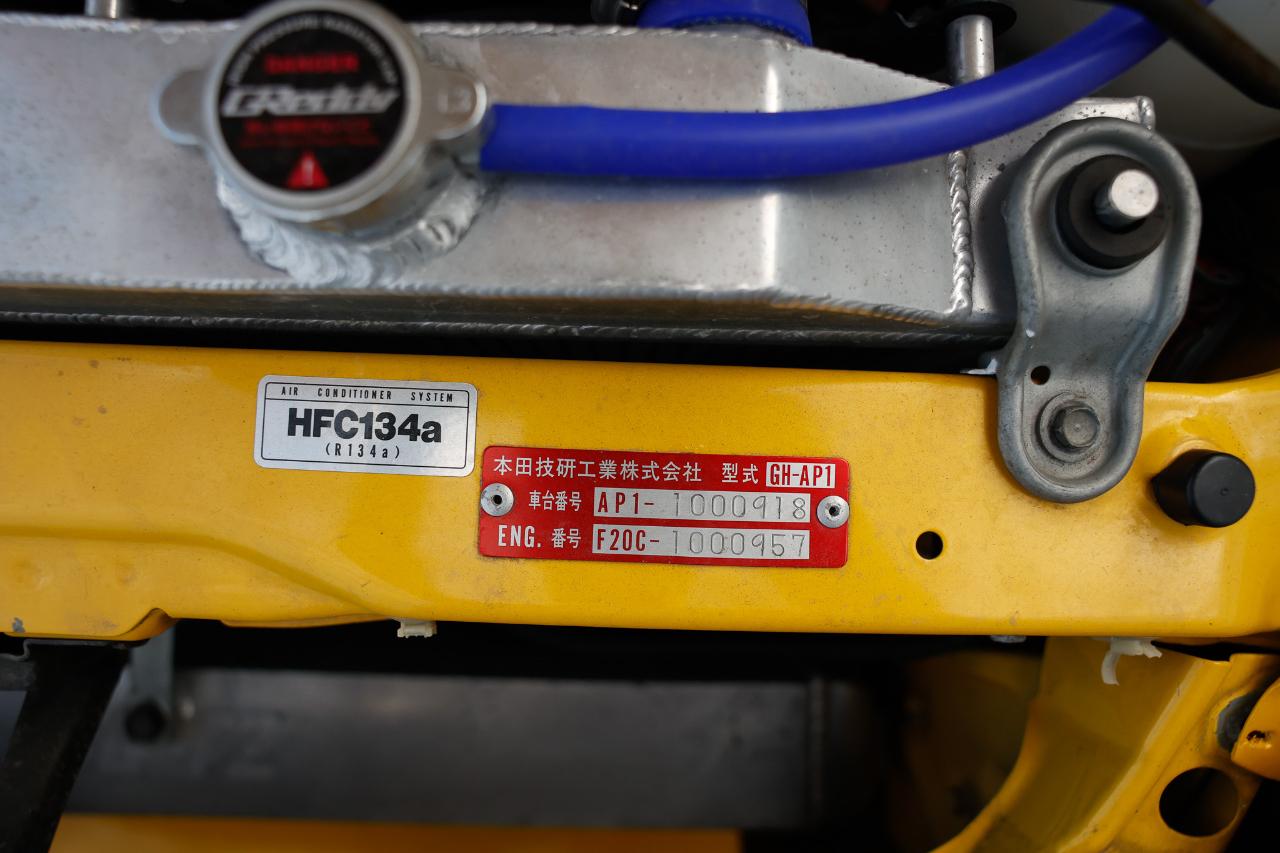 DANGER
GReddy
AIR CONDITIONER SYSTEM
HFC134a
(R134a)
本田技研工業株式会社 型式 GH-AP1
車台番号 AP1-1000918
ENG. 番号 F20C-1000957